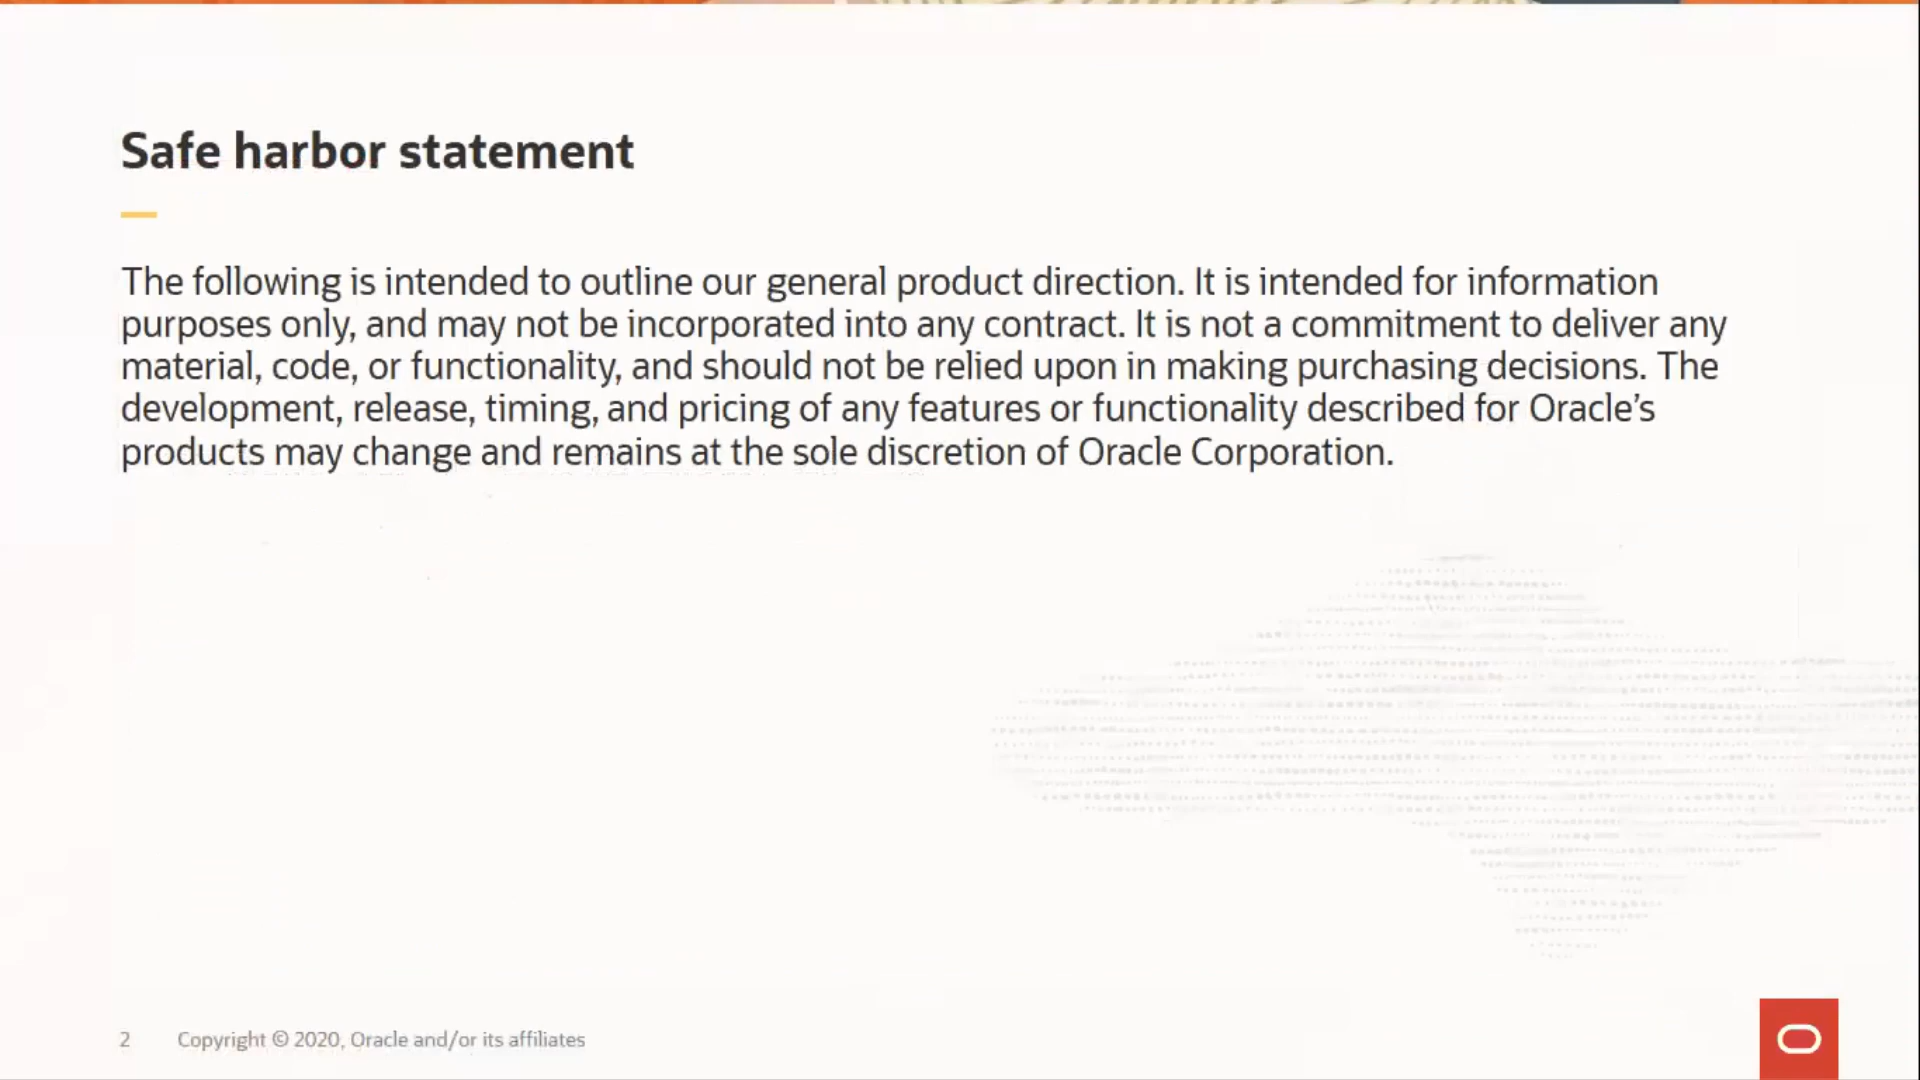 Safe harbor statement
The following is intended to outline our general product direction. It is intended for information
purposes only, and may not be incorporated into any contract. It is not a commitment to deliver any
material, code, or functionality, and should not be relied upon in making purchasing decisions. The
development, release, timing, and pricing of any features or functionality described for Oracle’s
products may change and remains at the sole discretion of Oracle Corporation.
2 Copyright © 2020, Oracle and/or its affiliates